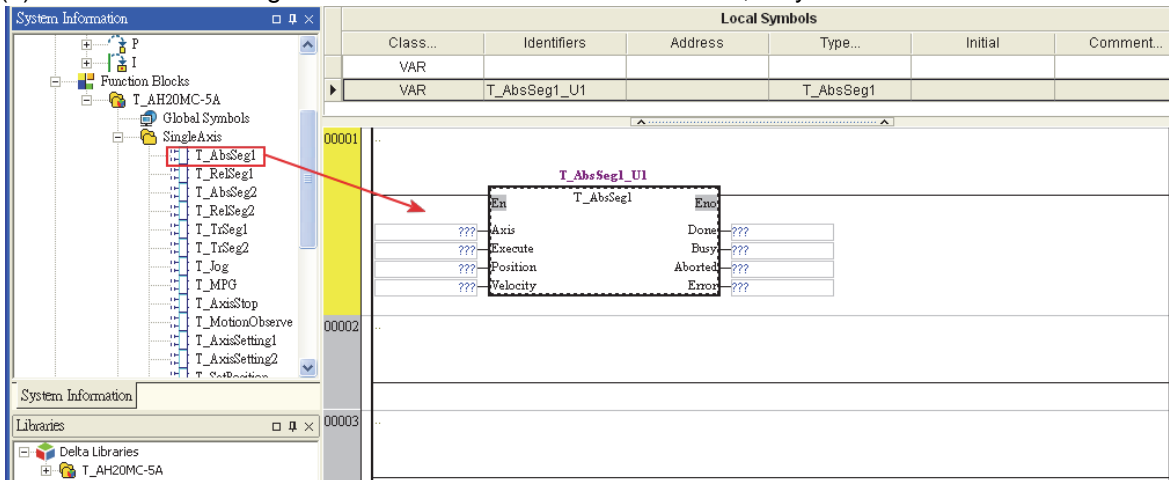 System Information
P
I
Function Blocks
T_AH20MC-5A
Global Symbols
SingleAxis
T_AbsSeg1
T_RelSeg1
T_AbsSeg2
T_RelSeg2
T_TrSeg1
T_TrSeg2
T_Jog
T_MPG
T_AxisStop
T_MotionObserve
T_AxisSetting1
T_AxisSetting2
System Information
Libraries
Delta Libraries
T_AH20MC-5A
Local Symbols
Class... Identifiers Address Type... Initial Comment...
VAR
VAR T_AbsSeg1_U1 T_AbsSeg1
00001 ..
T_AbsSeg1_U1
T_AbsSeg1
En Eno
??? Axis Done ???
??? Execute Busy ???
??? Position Aborted ???
??? Velocity Error ???
00002 ..
00003 ..